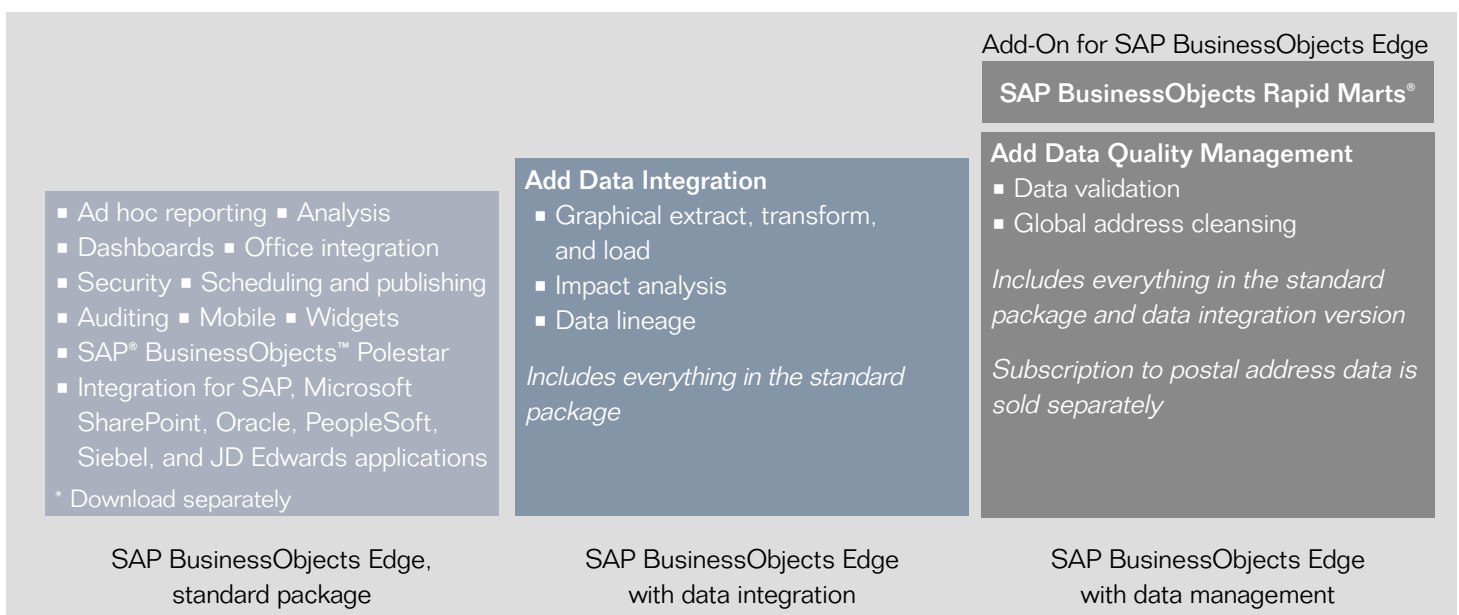 ■ Ad hoc reporting ■ Analysis
■ Dashboards ■ Office integration
■ Security ■ Scheduling and publishing
■ Auditing ■ Mobile ■ Widgets
■ SAP® BusinessObjects™ Polestar
■ Integration for SAP, Microsoft
SharePoint, Oracle, PeopleSoft,
Siebel, and JD Edwards applications
* Download separately
SAP BusinessObjects Edge,
standard package
Add Data Integration
■ Graphical extract, transform,
and load
■ Impact analysis
■ Data lineage
Includes everything in the standard
package
SAP BusinessObjects Edge
with data integration
Add-On for SAP BusinessObjects Edge
SAP BusinessObjects Rapid Marts®
Add Data Quality Management
■ Data validation
■ Global address cleansing
Includes everything in the standard
package and data integration version
Subscription to postal address data is
sold separately
SAP BusinessObjects Edge
with data management